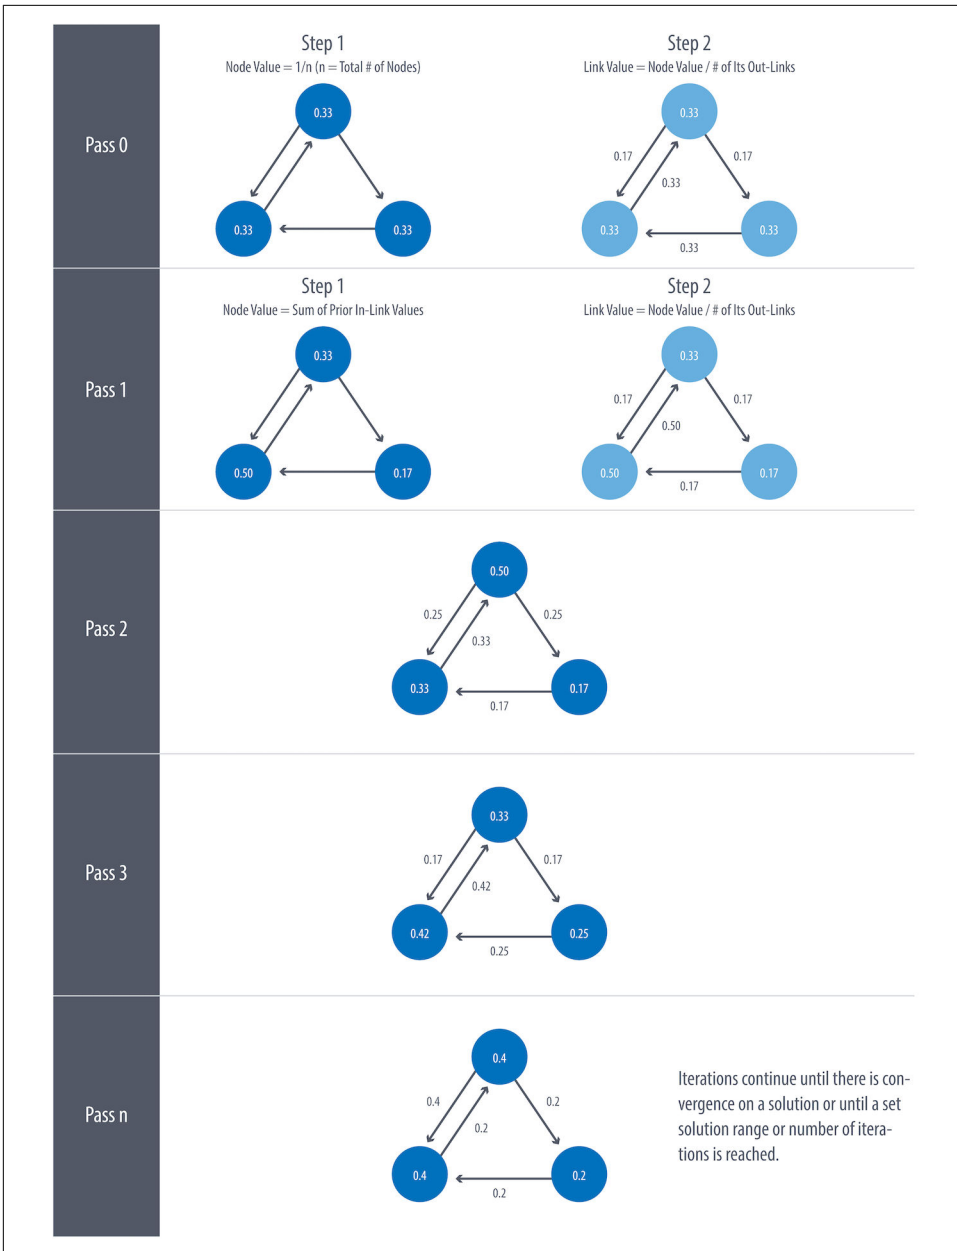 Pass 0
Step 1
Node Value = 1/n (n = Total # of Nodes)
0.33
0.33
0.33
Step 2
Link Value = Node Value / # of Its Out-Links
0.33
0.17
0.17
0.33
0.33
0.33
0.33
Pass 1
Step 1
Node Value = Sum of Prior In-Link Values
0.33
0.50
0.17
Step 2
Link Value = Node Value / # of Its Out-Links
0.33
0.17
0.17
0.50
0.50
0.17
0.17
Pass 2
0.50
0.25
0.25
0.33
0.33
0.17
0.17
Pass 3
0.33
0.17
0.17
0.42
0.42
0.25
0.25
Pass n
0.4
0.4
0.2
0.2
0.4
0.2
0.2
Iterations continue until there is con-
vergence on a solution or until a set
solution range or number of itera-
tions is reached.